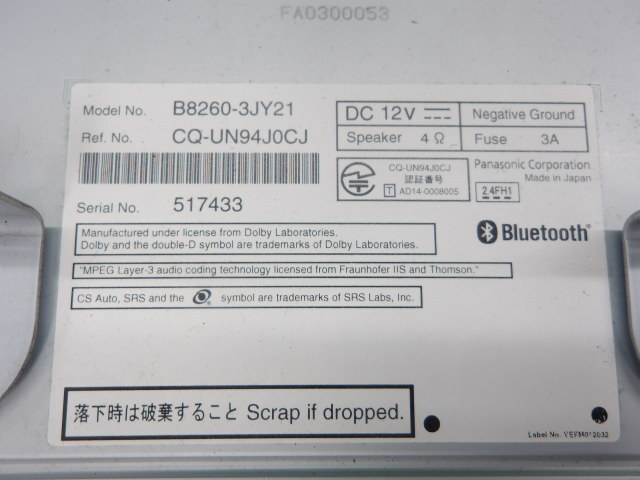 FA0300053
Model No. B8260-3JY21
Ref. No. CQ-UN94J0CJ
DC 12V Negative Ground
Speaker 4 Ω Fuse 3A
CQ-UN94J0CJ
認証番号
T AD14-0008005
Panasonic Corporation
Made in Japan
2.4FH1
Serial No. 517433
Bluetooth®
Manufactured under license from Dolby Laboratories.
Dolby and the double-D symbol are trademarks of Dolby Laboratories.
"MPEG Layer-3 audio coding technology licensed from Fraunhofer IIS and Thomson."
CS Auto, SRS and the symbol are trademarks of SRS Labs, Inc.
落下時は破棄すること Scrap if dropped.
Label No.